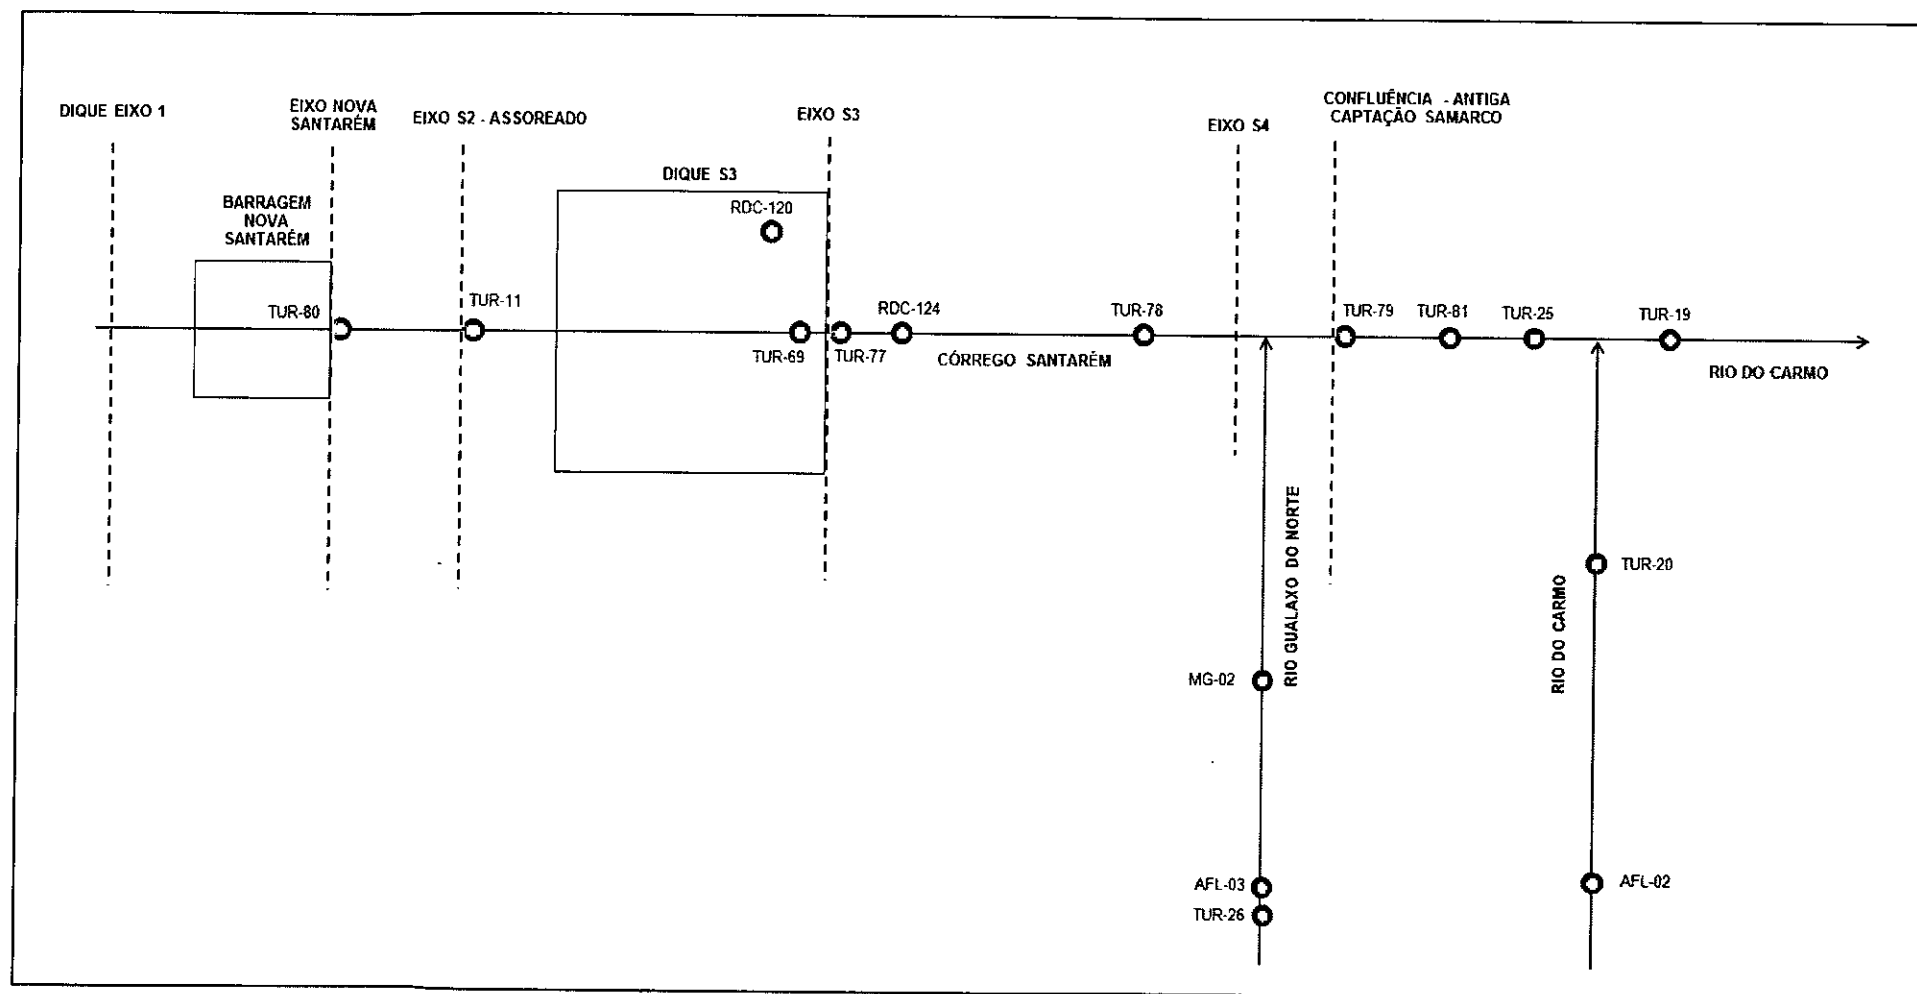 DIQUE EIXO 1
EIXO NOVA
SANTARÉM
EIXO S2 - ASSOREADO
EIXO S3
EIXO S4
CONFLUÊNCIA - ANTIGA
CAPTAÇÃO SAMARCO
BARRAGEM
NOVA
SANTARÉM
DIQUE S3
RDC-120
TUR-80
TUR-11
TUR-69
TUR-77
RDC-124
CÓRREGO SANTARÉM
TUR-78
TUR-79
TUR-81
TUR-25
TUR-19
RIO DO CARMO
RIO GUALAXO DO NORTE
MG-02
AFL-03
TUR-26
RIO DO CARMO
TUR-20
AFL-02